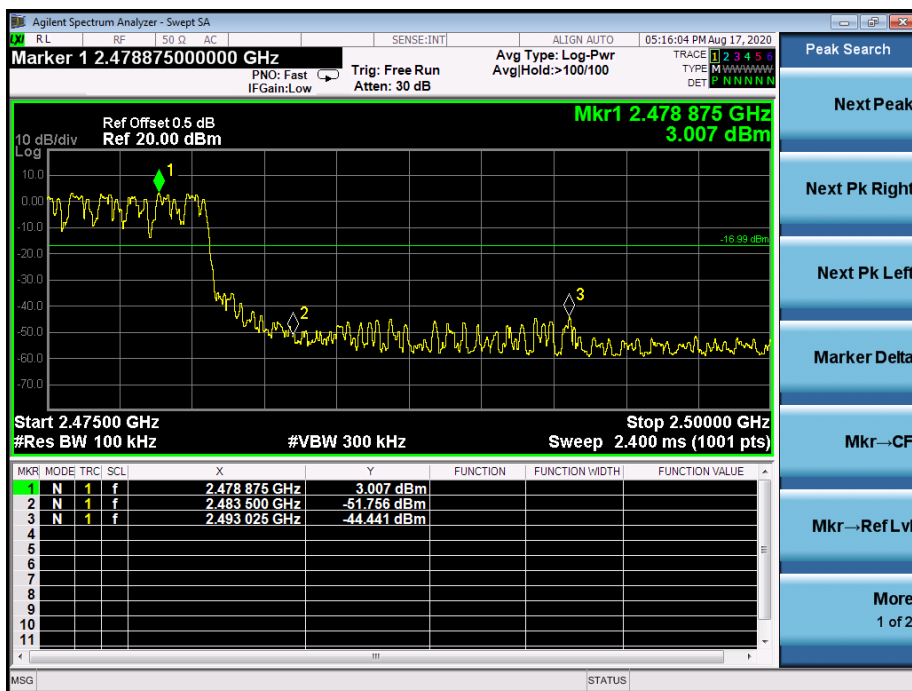 Agilent Spectrum Analyzer - Swept SA
LXI RL RF 50 Ω AC SENSE:INT ALIGN AUTO 05:16:04 PM Aug 17, 2020
Marker 1 2.478875000000 GHz
PNO: Fast
IFGain:Low
Trig: Free Run
Atten: 30 dB
Avg Type: Log-Pwr
Avg|Hold:>100/100
TRACE 1 2 3 4 5 6
TYPE M WWWWW
DET P N N N N N
Peak Search
Mkr1 2.478 875 GHz
3.007 dBm
Ref Offset 0.5 dB
10 dB/div Ref 20.00 dBm
Log
10.0
0.00
-10.0
-20.0
-30.0
-40.0
-50.0
-60.0
-70.0
1
2
3
-16.99 dBm
Start 2.47500 GHz Stop 2.50000 GHz
#Res BW 100 kHz #VBW 300 kHz Sweep 2.400 ms (1001 pts)
MKR MODE TRC SCL X Y FUNCTION FUNCTION WIDTH FUNCTION VALUE
1 N 1 f 2.478 875 GHz 3.007 dBm
2 N 1 f 2.483 500 GHz -51.756 dBm
3 N 1 f 2.493 025 GHz -44.441 dBm
4
5
6
7
8
9
10
11
MSG STATUS
Next Peak
Next Pk Right
Next Pk Left
Marker Delta
Mkr→CF
Mkr→Ref Lvl
More
1 of 2